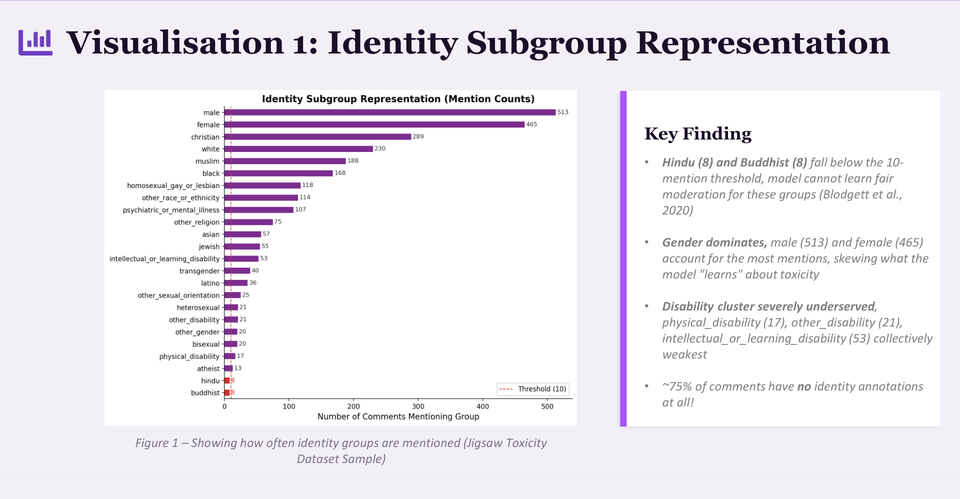 Visualisation 1: Identity Subgroup Representation
Identity Subgroup Representation (Mention Counts)
male 513
female 465
christian 289
white 230
muslim 188
black 168
homosexual_gay_or_lesbian 118
other_race_or_ethnicity 114
psychiatric_or_mental_illness 107
other_religion 75
asian 57
jewish 55
intellectual_or_learning_disability 53
transgender 40
latino 36
other_sexual_orientation 25
heterosexual 21
other_disability 21
other_gender 20
bisexual 20
physical_disability 17
atheist 13
hindu 8
buddhist 8
Threshold (10)
0 100 200 300 400 500
Number of Comments Mentioning Group
Figure 1 – Showing how often identity groups are mentioned (Jigsaw Toxicity
Dataset Sample)
Key Finding
• Hindu (8) and Buddhist (8) fall below the 10-
mention threshold, model cannot learn fair
moderation for these groups (Blodgett et al.,
2020)
• Gender dominates, male (513) and female (465)
account for the most mentions, skewing what the
model "learns" about toxicity
• Disability cluster severely underserved,
physical_disability (17), other_disability (21),
intellectual_or_learning_disability (53) collectively
weakest
• ~75% of comments have no identity annotations
at all!